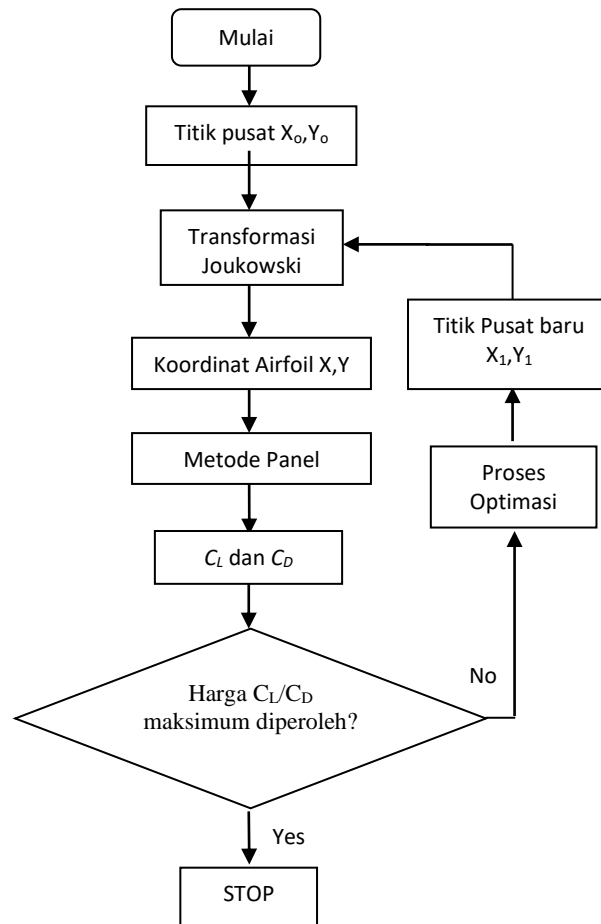 Mulai
Titik pusat Xo,Yo
Transformasi
Joukowski
Koordinat Airfoil X,Y
Metode Panel
CL dan CD
Harga CL/CD
maksimum diperoleh?
No
Proses
Optimasi
Titik Pusat baru
X1,Y1
Yes
STOP